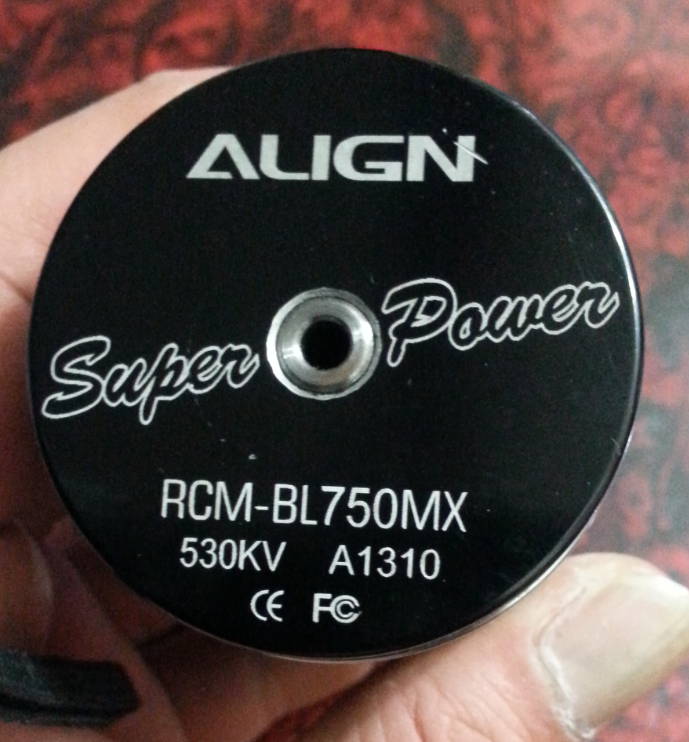 ALIGN
Super Power
RCM-BL750MX
530KV A1310
CE FC